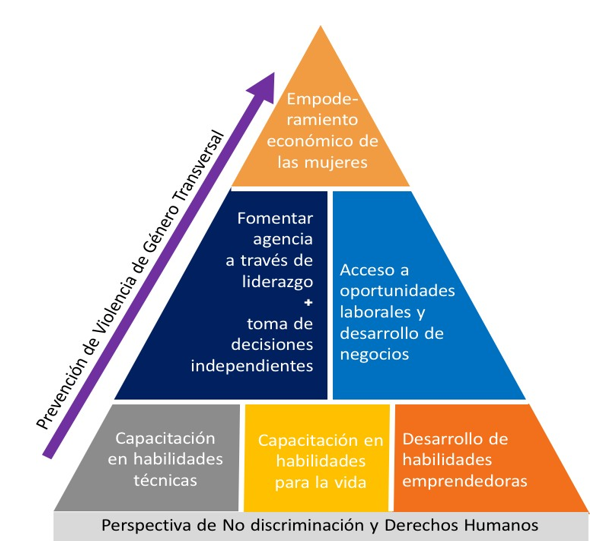 Empode-
ramiento
económico de
las mujeres
Prevención de Violencia de Género Transversal
Fomentar
agencia
a través de
liderazgo
+
toma de
decisiones
independientes
Acceso a
oportunidades
laborales y
desarrollo de
negocios
Capacitación
en habilidades
técnicas
Capacitación en
habilidades
para la vida
Desarrollo de
habilidades
emprendedoras
Perspectiva de No discriminación y Derechos Humanos